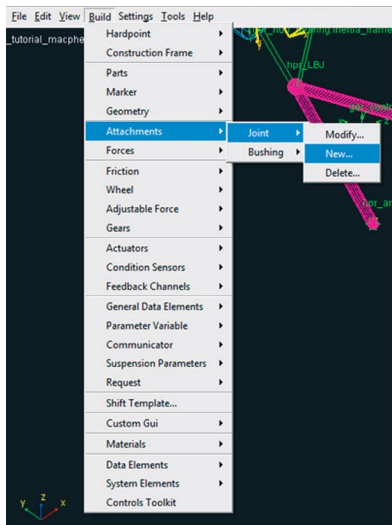 File Edit View Build Settings Tools Help
_tutorial_macphe
Hardpoint
Construction Frame
Parts
Marker
Geometry
Attachments
Forces
Friction
Wheel
Adjustable Force
Gears
Actuators
Condition Sensors
Feedback Channels
General Data Elements
Parameter Variable
Communicator
Suspension Parameters
Request
Shift Template...
Custom Gui
Materials
Data Elements
System Elements
Controls Toolkit
Joint
Bushing
Modify...
New...
Delete...
hpr_LBJ
y z x